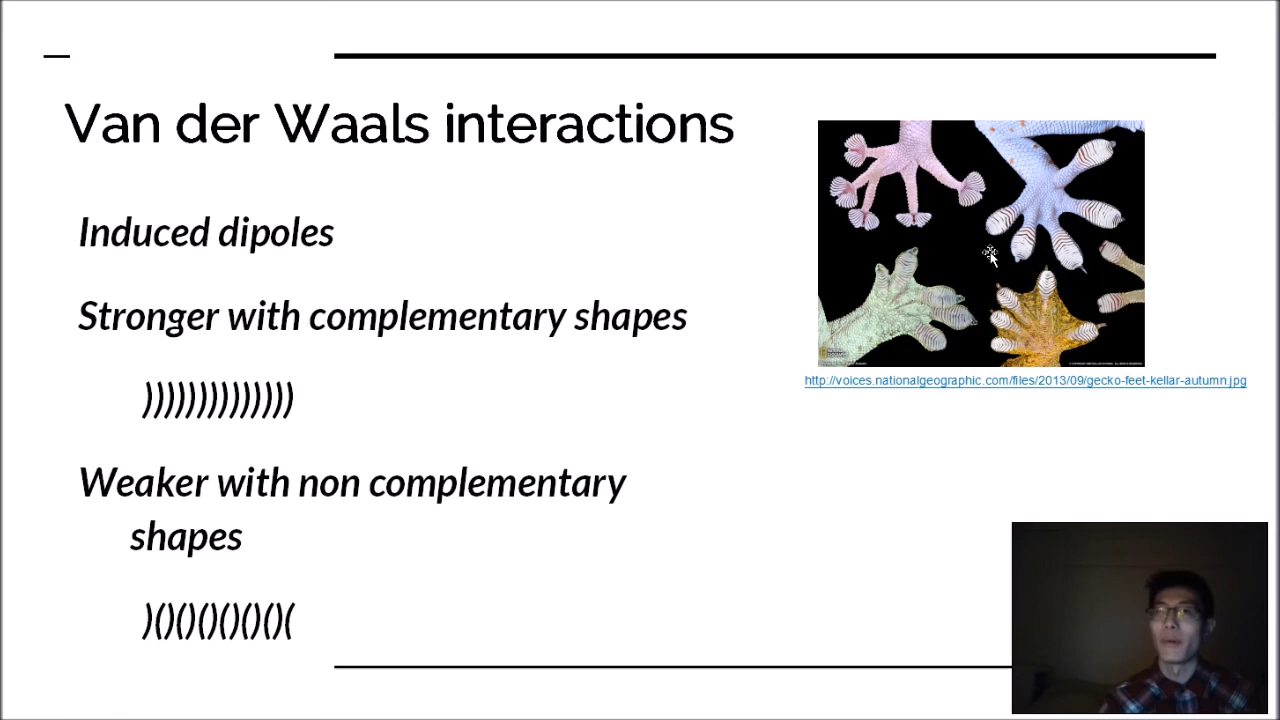 Van der Waals interactions
Induced dipoles
Stronger with complementary shapes
))))))))))))))
Weaker with non complementary
shapes
)()()()()()()(
http://voices.nationalgeographic.com/files/2013/09/gecko-feet-kellar-autumn.jpg